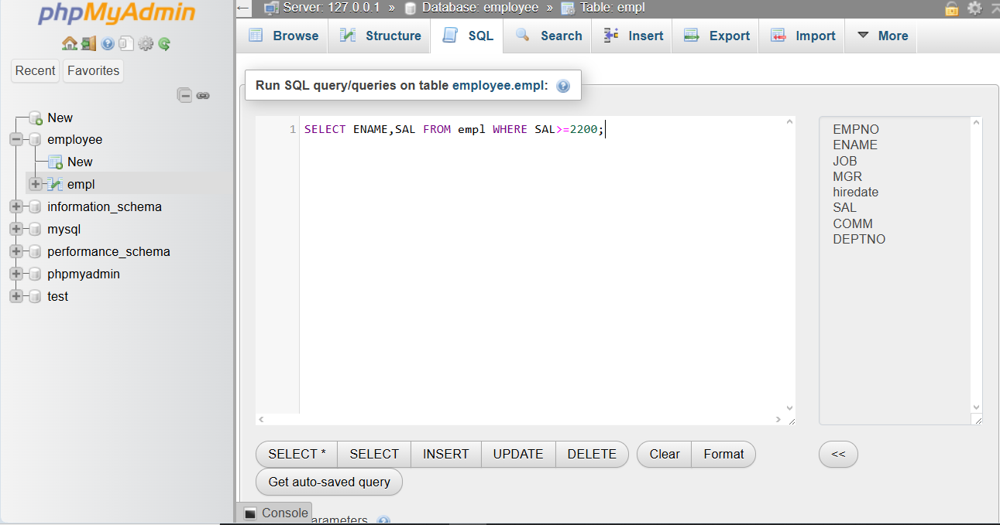 phpMyAdmin
Recent Favorites
New
employee
New
empl
information_schema
mysql
performance_schema
phpmyadmin
test
Server: 127.0.0.1 » Database: employee » Table: empl
Browse Structure SQL Search Insert Export Import More
Run SQL query/queries on table employee.empl:
1 SELECT ENAME,SAL FROM empl WHERE SAL>=2200;
EMPNO
ENAME
JOB
MGR
hiredate
SAL
COMM
DEPTNO
SELECT * SELECT INSERT UPDATE DELETE Clear Format <<
Get auto-saved query
Console